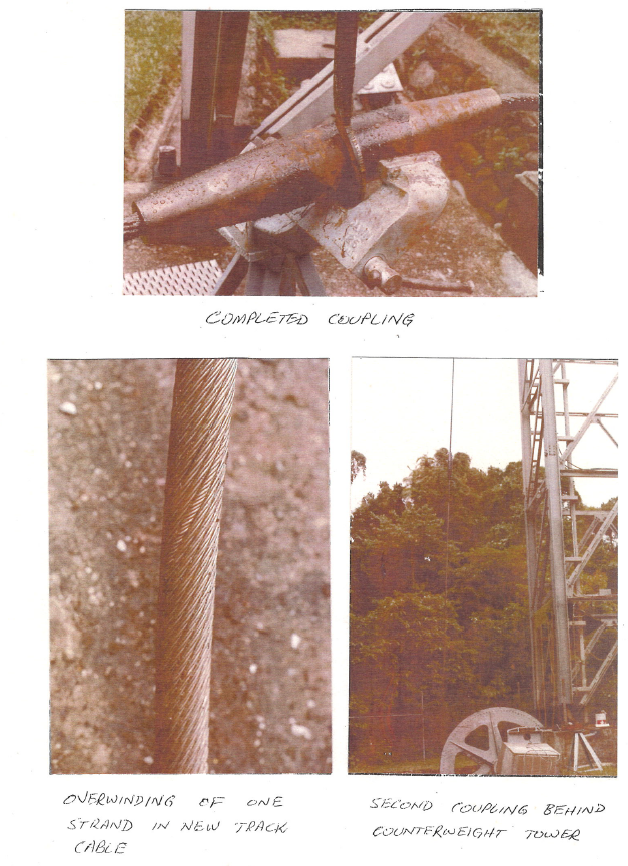 COMPLETED COUPLING
OVERWINDING OF ONE
STRAND IN NEW TRACK
CABLE
SECOND COUPLING BEHIND
COUNTERWEIGHT TOWER